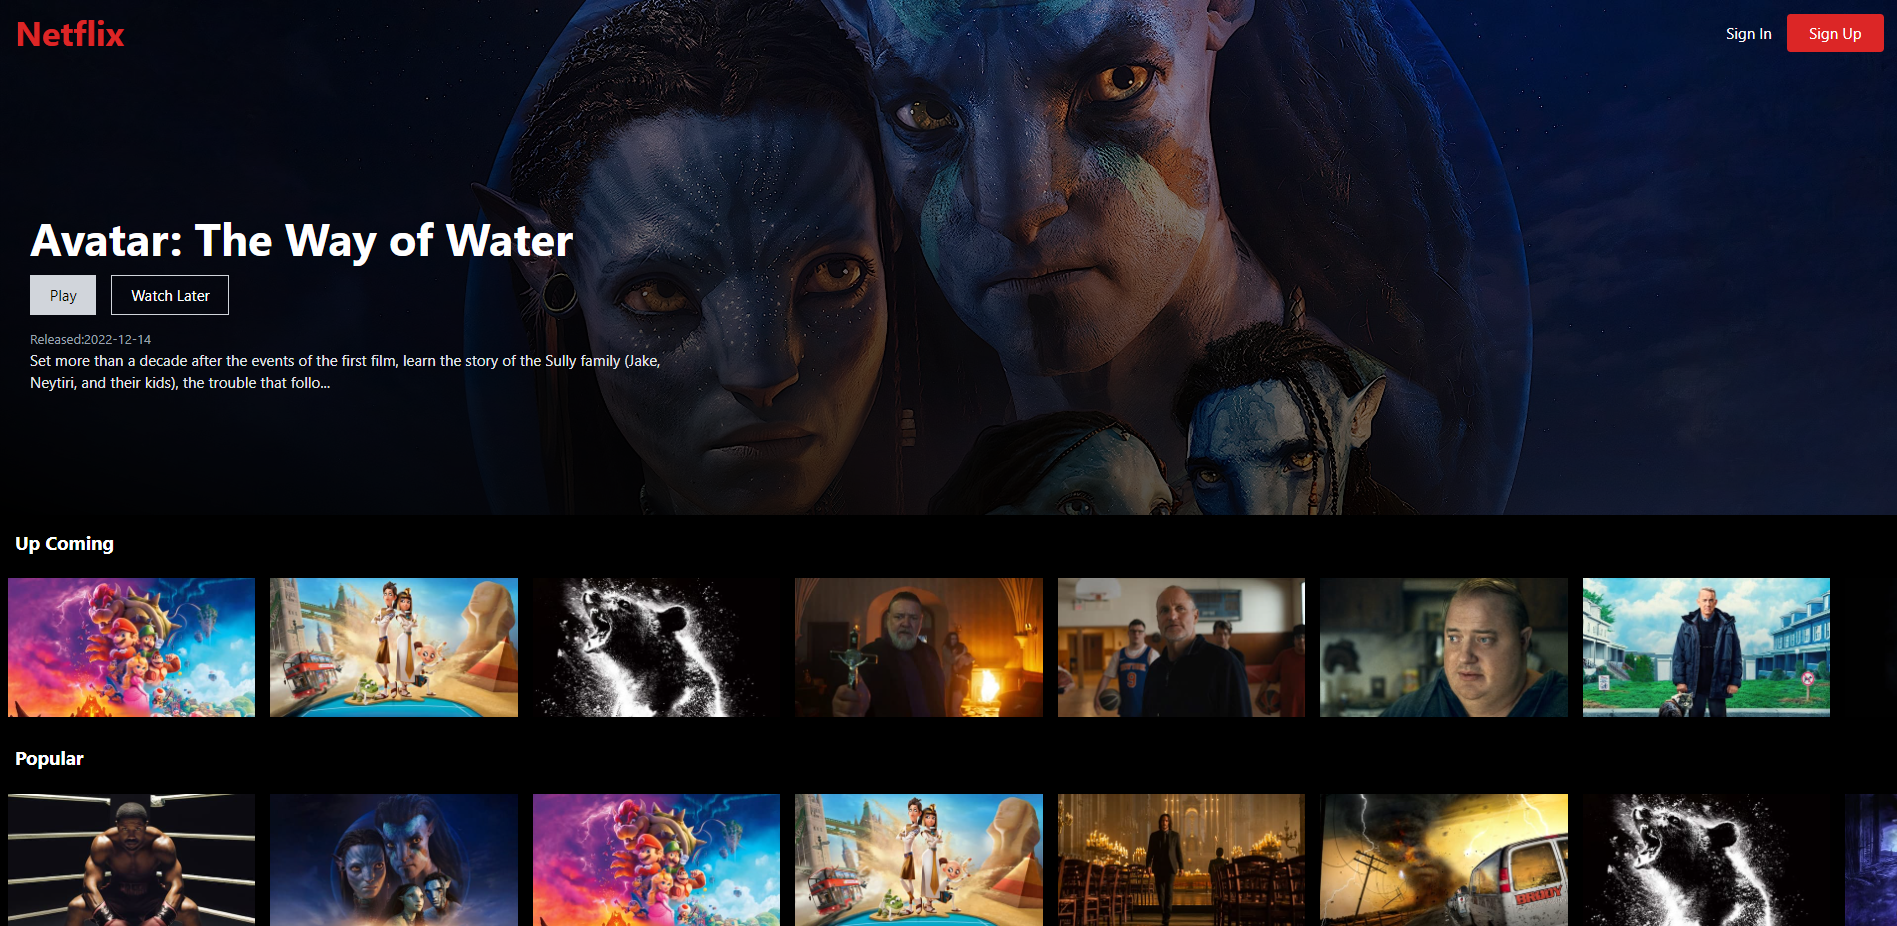 Netflix
Sign In
Sign Up
Avatar: The Way of Water
Play
Watch Later
Released:2022-12-14
Set more than a decade after the events of the first film, learn the story of the Sully family (Jake,
Neytiri, and their kids), the trouble that follo...
Up Coming
Popular